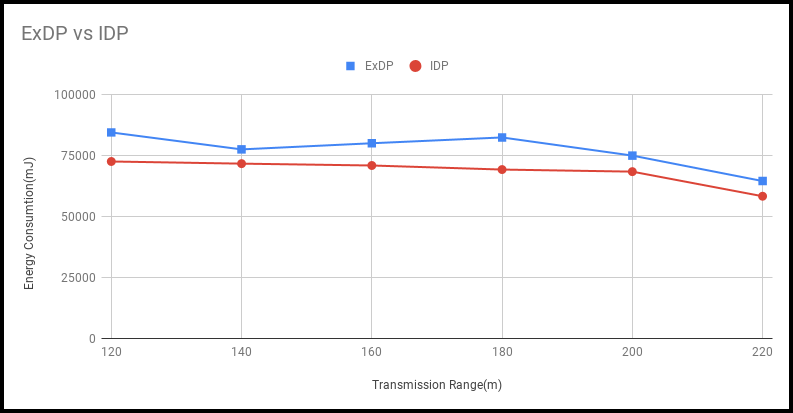 ExDP vs IDP
ExDP IDP
100000
75000
50000
25000
0
Energy Consumtion(mJ)
120 140 160 180 200 220
Transmission Range(m)